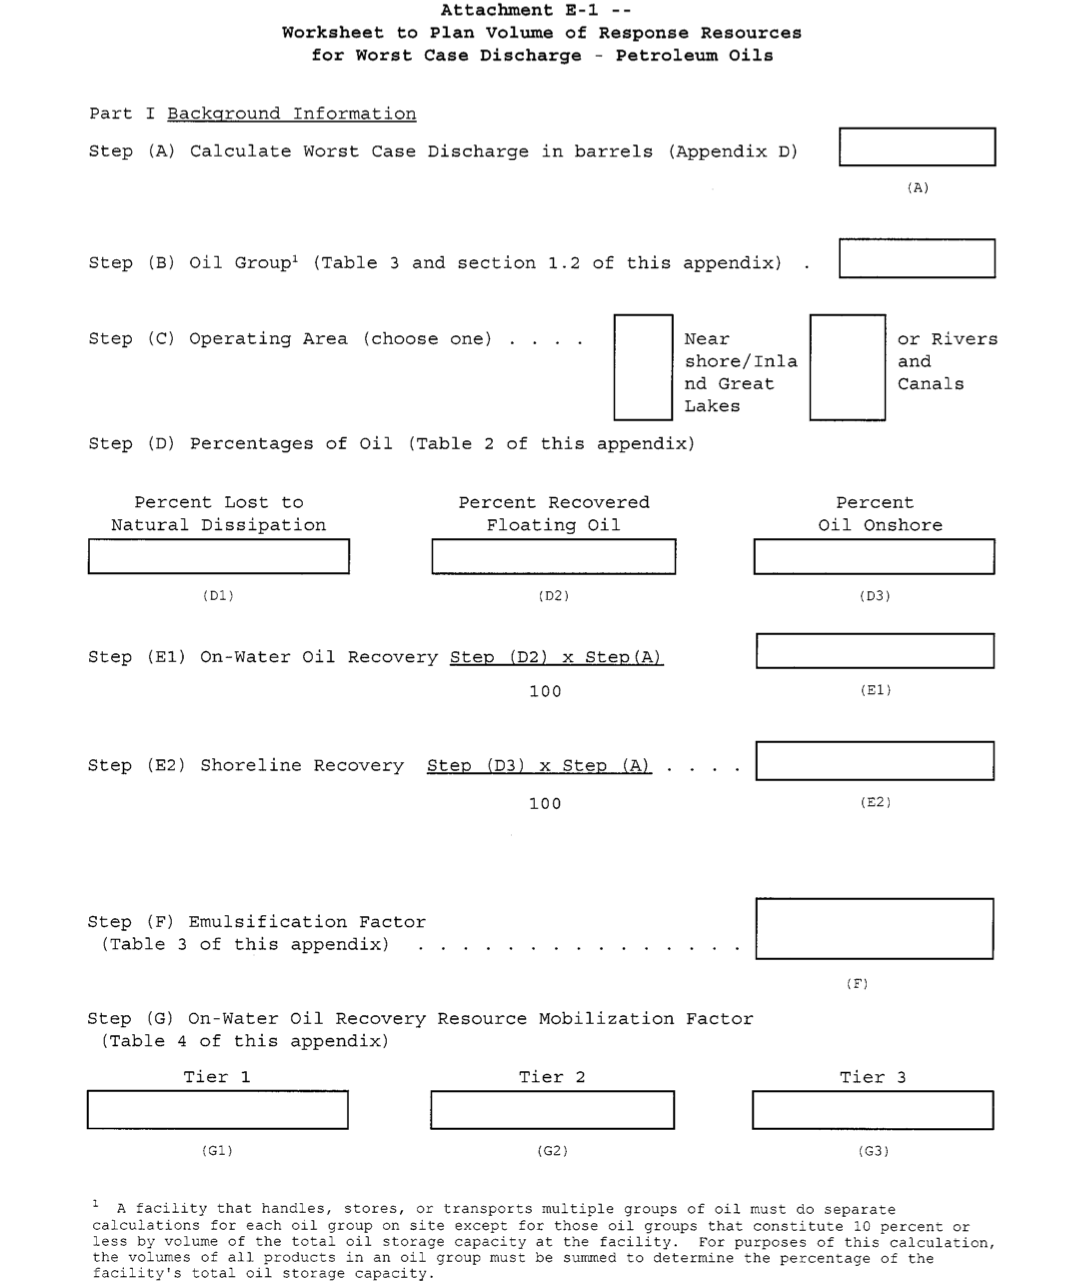 Attachment E-1 --
Worksheet to Plan Volume of Response Resources
for Worst Case Discharge - Petroleum Oils
Part I Background Information
Step (A) Calculate Worst Case Discharge in barrels (Appendix D)
(A)
Step (B) Oil Group¹ (Table 3 and section 1.2 of this appendix) .
Step (C) Operating Area (choose one) . . . .
Near
shore/Inla
nd Great
Lakes
or Rivers
and
Canals
Step (D) Percentages of Oil (Table 2 of this appendix)
Percent Lost to
Natural Dissipation
Percent Recovered
Floating Oil
Percent
Oil Onshore
(D1)
(D2)
(D3)
Step (E1) On-Water Oil Recovery Step (D2) x Step(A)
100
(E1)
Step (E2) Shoreline Recovery Step (D3) x Step (A) . . . .
100
(E2)
Step (F) Emulsification Factor
(Table 3 of this appendix) . . . . . . . . . . . . . . .
(F)
Step (G) On-Water Oil Recovery Resource Mobilization Factor
(Table 4 of this appendix)
Tier 1
Tier 2
Tier 3
(G1)
(G2)
(G3)
¹ A facility that handles, stores, or transports multiple groups of oil must do separate
calculations for each oil group on site except for those oil groups that constitute 10 percent or
less by volume of the total oil storage capacity at the facility. For purposes of this calculation,
the volumes of all products in an oil group must be summed to determine the percentage of the
facility's total oil storage capacity.